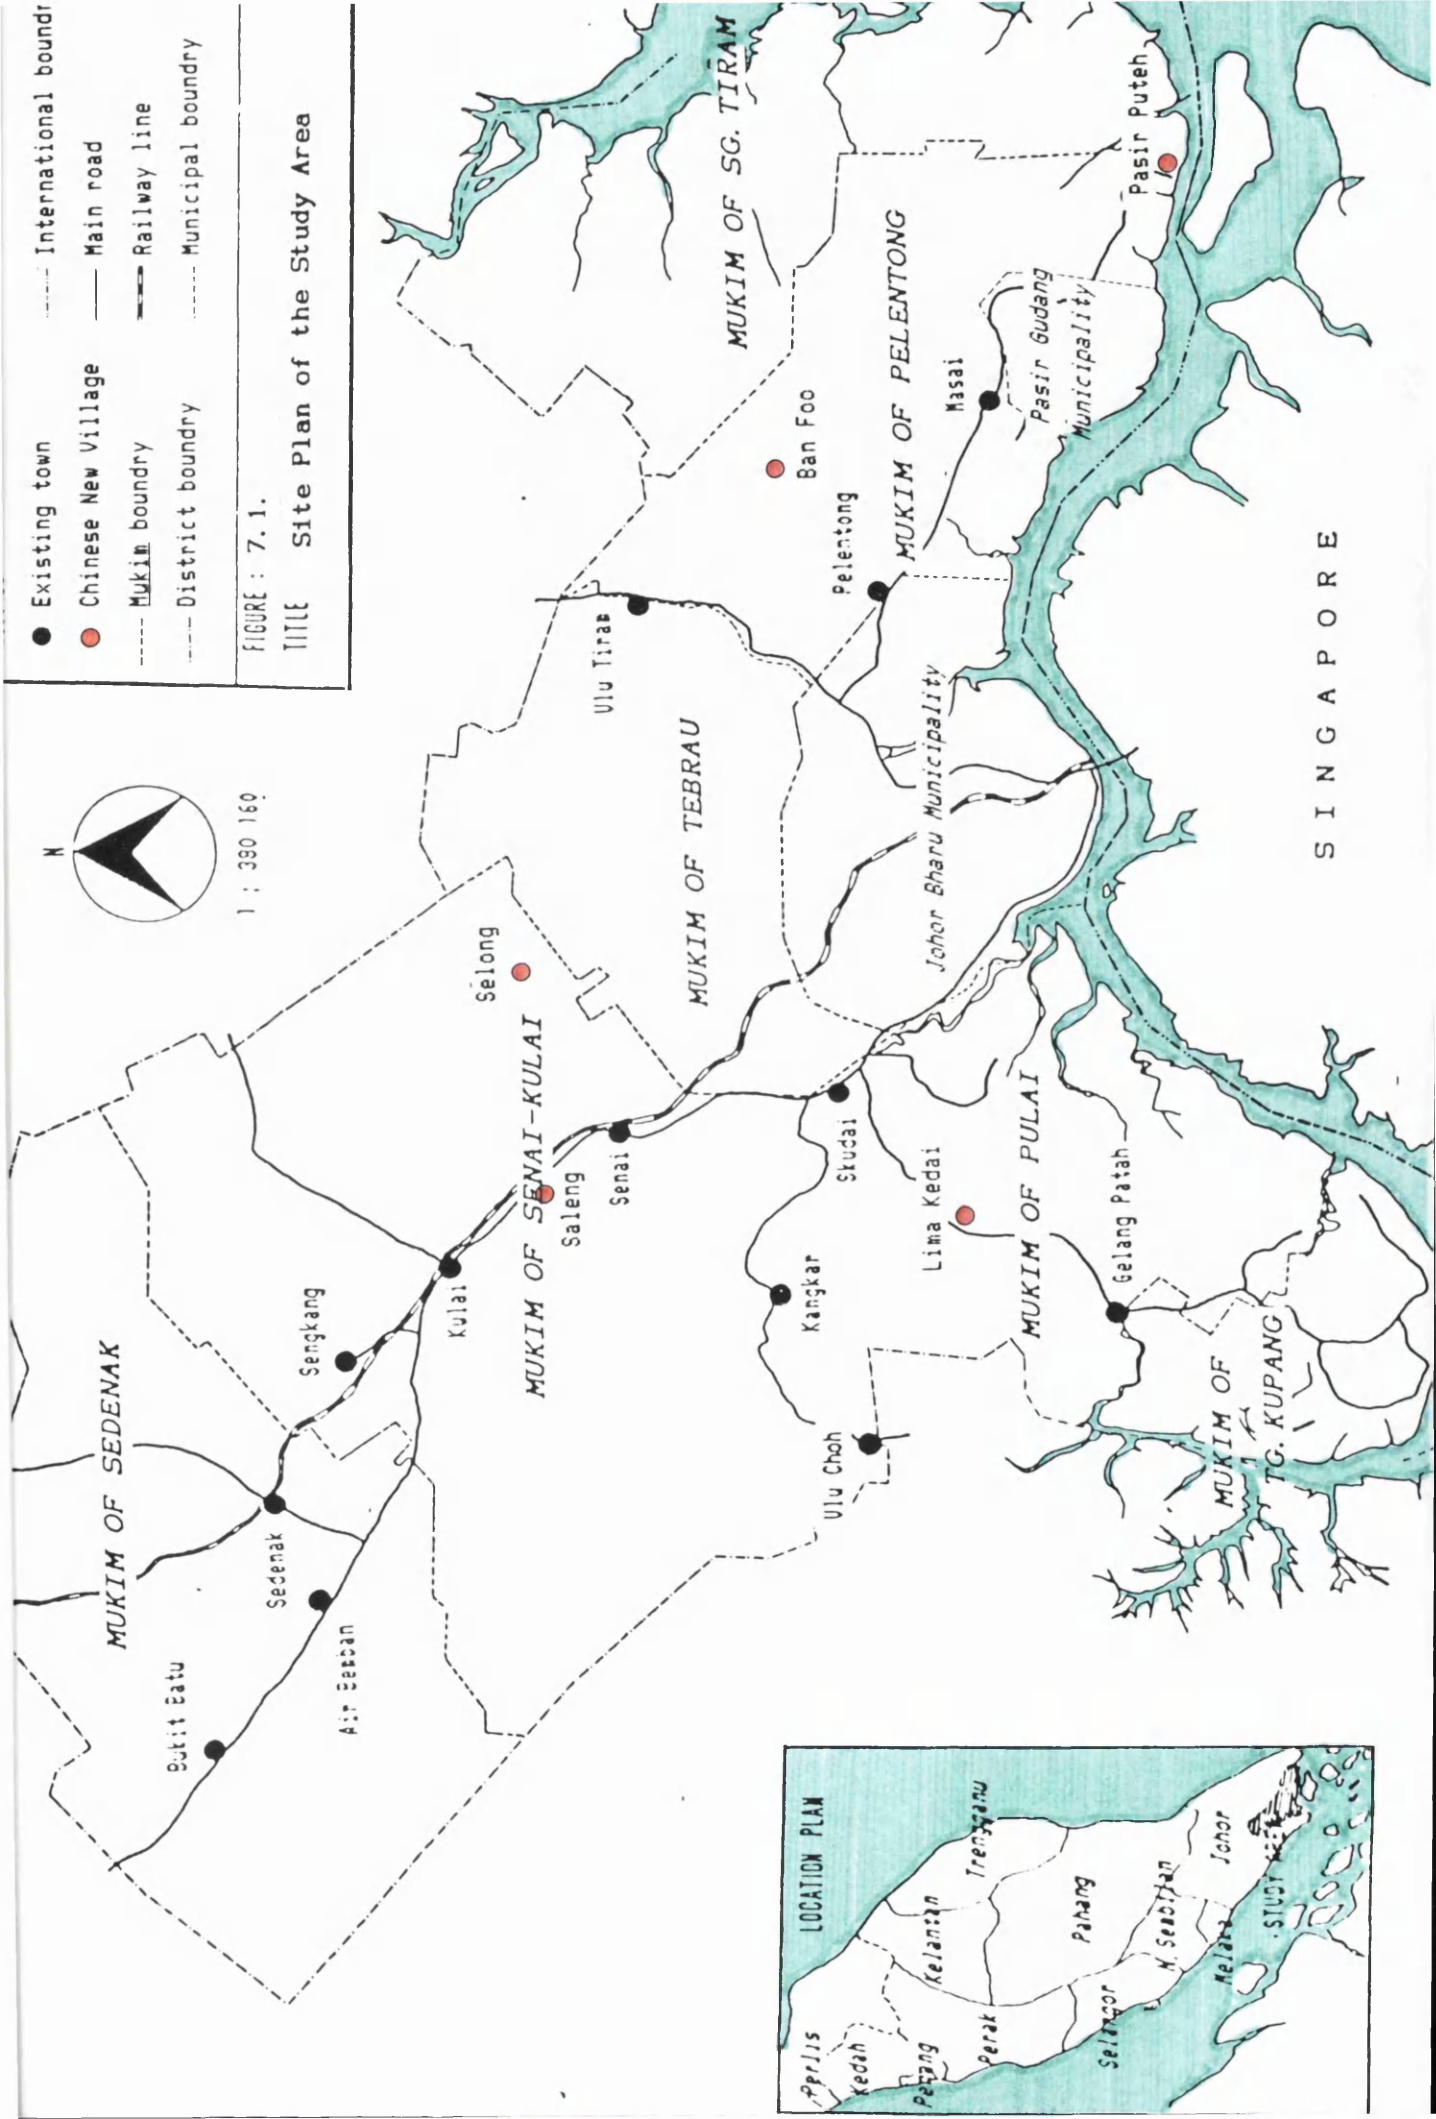 ● Existing town
International boundr
● Chinese New Village
Main road
Mukim boundry
Railway line
District boundry
Municipal boundry
FIGURE : 7.1.
TITLE Site Plan of the Study Area
N
1 : 390 160
MUKIM OF SEDENAK
Bukit Batu
Sedenak
Air Bemban
Sengkang
Kulai
MUKIM OF SENAI-KULAI
Selong
Saleng
Senai
MUKIM OF TEBRAU
Ulu Tiram
MUKIM OF SG. TIRAM
Ban Foo
Pelentong
MUKIM OF PELENTONG
Masai
Pasir Gudang
Municipality
Pasir Puteh
Johor Bharu Municipality
Skudai
Kangkar
Ulu Choh
Lima Kedai
MUKIM OF PULAI
Gelang Patah
MUKIM OF
TG. KUPANG
SINGAPORE
LOCATION PLAN
Perlis
Kedah
Penang
Perak
Kelantan
Trengganu
Pahang
Selangor
N. Sembilan
Melaka
Johor
STUDY AREA